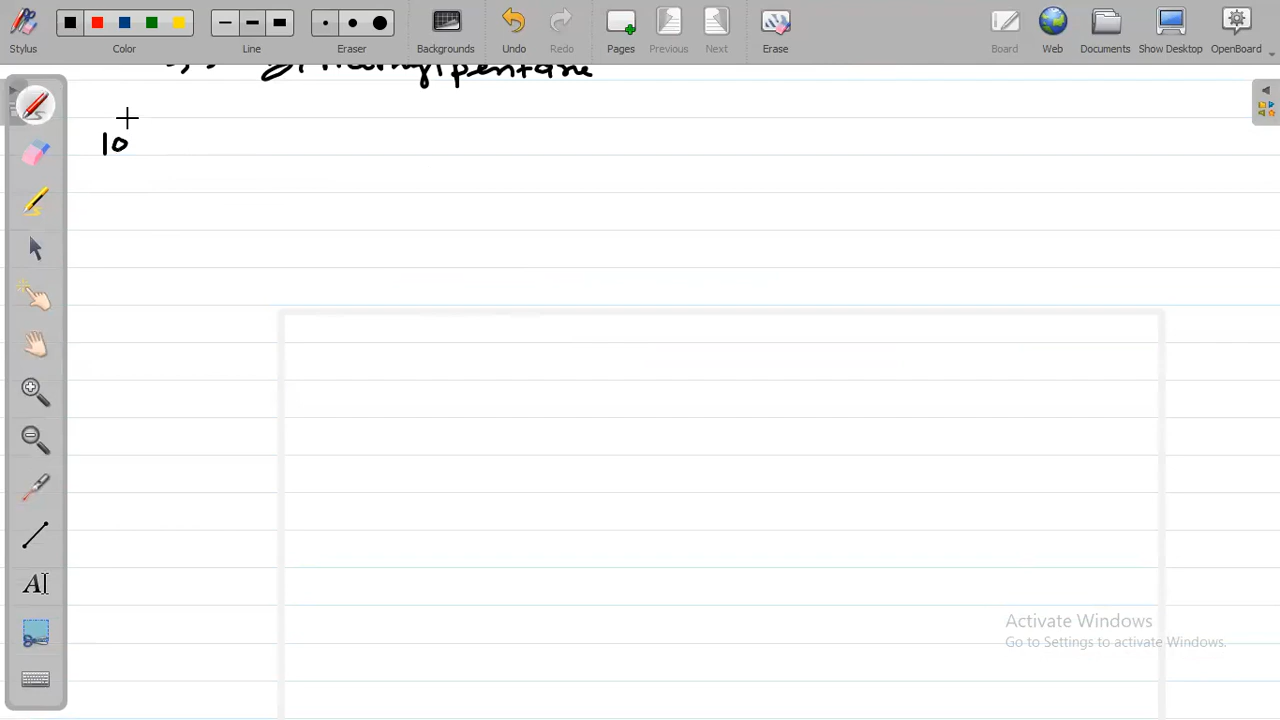 Stylus
Color
Line
Eraser
Backgrounds
Undo
Redo
Pages
Previous
Next
Erase
Board
Web
Documents
Show Desktop
OpenBoard
10
A
Activate Windows
Go to Settings to activate Windows.